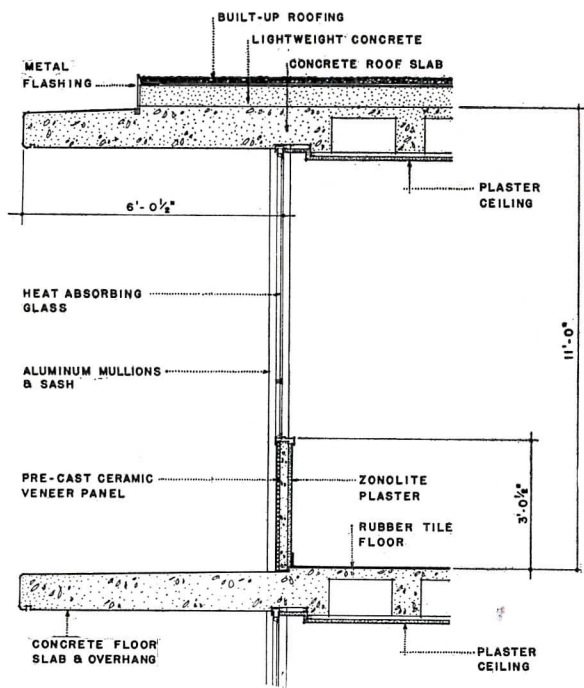 BUILT-UP ROOFING
LIGHTWEIGHT CONCRETE
METAL
FLASHING
CONCRETE ROOF SLAB
PLASTER
CEILING
6'-0½"
HEAT ABSORBING
GLASS
11'-0"
ALUMINUM MULLIONS
& SASH
PRE-CAST CERAMIC
VENEER PANEL
ZONOLITE
PLASTER
3'-0½"
RUBBER TILE
FLOOR
CONCRETE FLOOR
SLAB & OVERHANG
PLASTER
CEILING